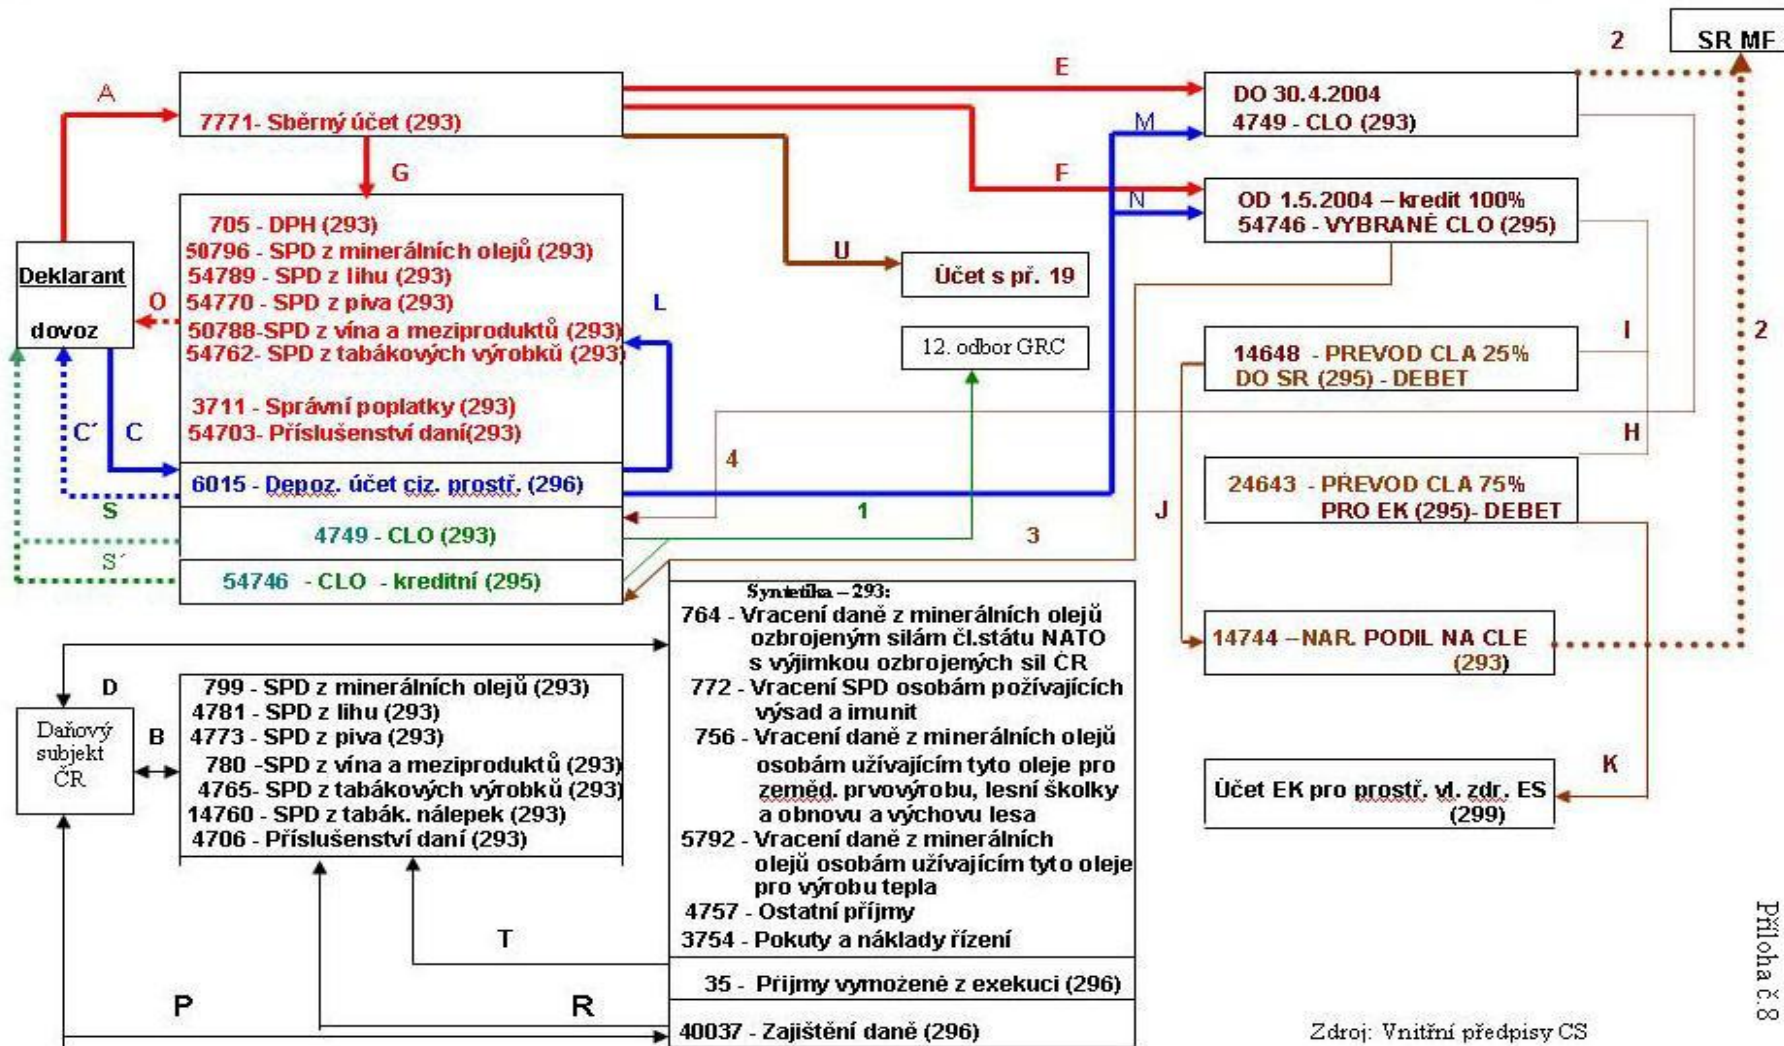 2
SR MF
A
E
7771- Sběrný účet (293)
DO 30.4.2004
4749 - CLO (293)
M
G
F
N
OD 1.5.2004 – kredit 100%
54746 - VYBRANÉ CLO (295)
705 - DPH (293)
50796 - SPD z minerálních olejů (293)
54789 - SPD z lihu (293)
54770 - SPD z piva (293)
50788-SPD z vína a meziproduktů (293)
54762- SPD z tabákových výrobků (293)
3711 - Správní poplatky (293)
54703- Příslušenství daní(293)
Deklarant
dovoz
O
L
U
Účet s př. 19
12. odbor GRC
I
2
14648 - PREVOD CLA 25%
DO SR (295) - DEBET
C´
C
H
4
6015 - Depoz. účet ciz. prostř. (296)
24643 - PŘEVOD CLA 75%
PRO EK (295)- DEBET
S
1
J
3
4749 - CLO (293)
S´
54746 - CLO - kreditní (295)
Syntetika – 293:
764 - Vracení daně z minerálních olejů
ozbrojeným silám čl.státu NATO
s výjimkou ozbrojených sil ČR
772 - Vracení SPD osobám požívajících
výsad a imunit
756 - Vracení daně z minerálních olejů
osobám užívajícím tyto oleje pro
zeměd. prvovýrobu, lesní školky
a obnovu a výchovu lesa
5792 - Vracení daně z minerálních
olejů osobám užívajícím tyto oleje
pro výrobu tepla
4757 - Ostatní příjmy
3754 - Pokuty a náklady řízení
35 - Příjmy vymožené z exekucí (296)
40037 - Zajištění daně (296)
14744 – NAR. PODIL NA CLE
(293)
D
B
Daňový
subjekt
ČR
799 - SPD z minerálních olejů (293)
4781 - SPD z lihu (293)
4773 - SPD z piva (293)
780 -SPD z vína a meziproduktů (293)
4765- SPD z tabákových výrobků (293)
14760 - SPD z tabák. nálepek (293)
4706 - Příslušenství daní (293)
K
Účet EK pro prostř. vl. zdr. ES
(299)
T
P
R
Zdroj: Vnitřní předpisy CS
Příloha č.8